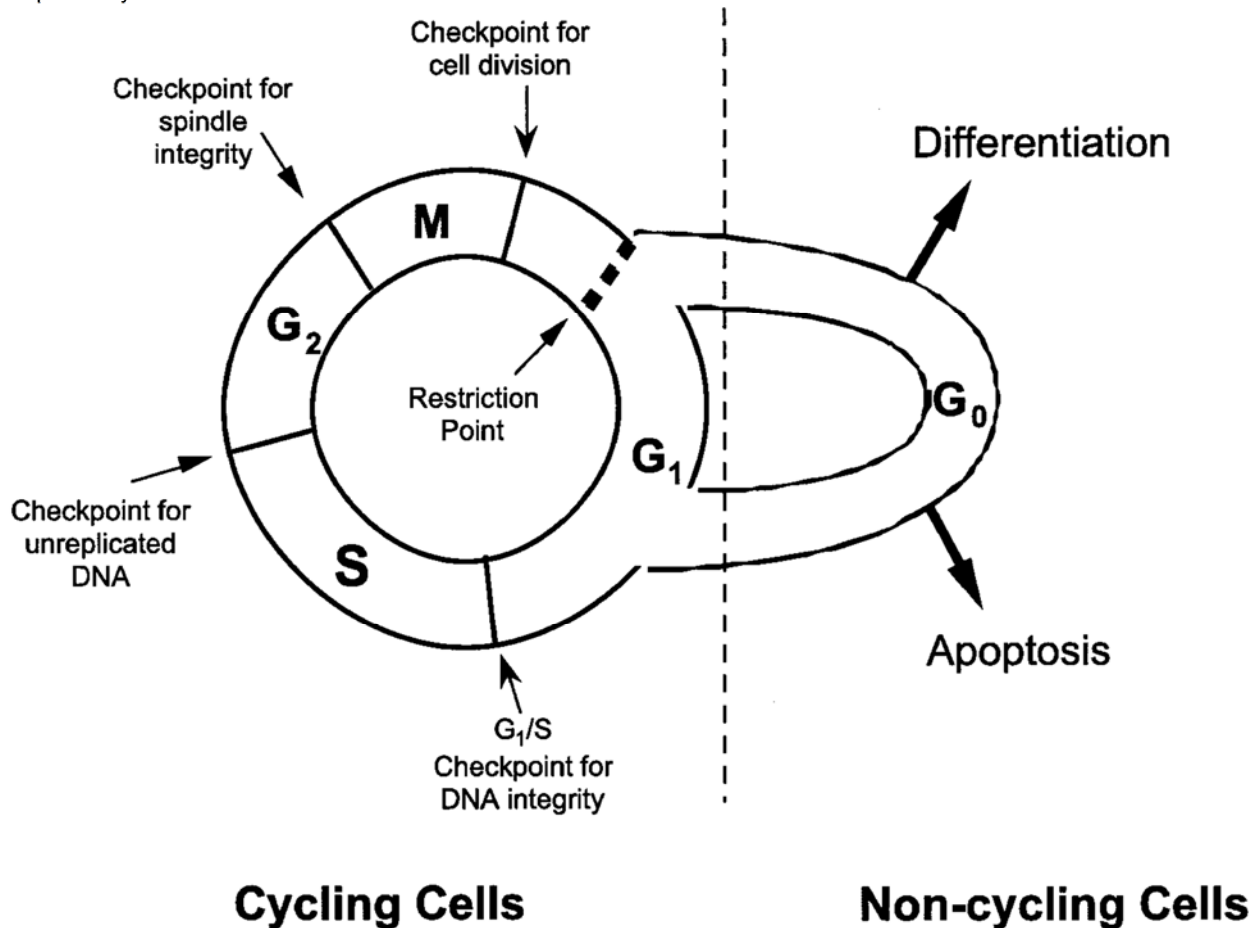 Checkpoint for
cell division
Checkpoint for
spindle
integrity
Differentiation
M
G₂
Restriction
Point
G₀
G₁
Checkpoint for
unreplicated
DNA
S
Apoptosis
G₁/S
Checkpoint for
DNA integrity
Cycling Cells
Non-cycling Cells